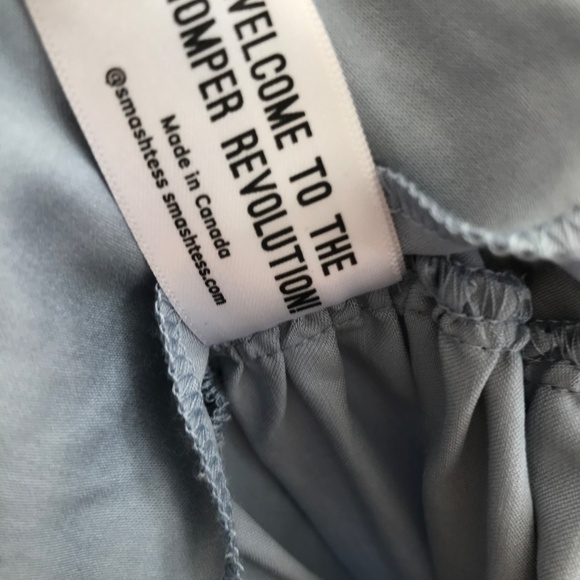 WELCOME TO THE
ROMPER REVOLUTION!
Made in Canada
@smashtess smashtess.com